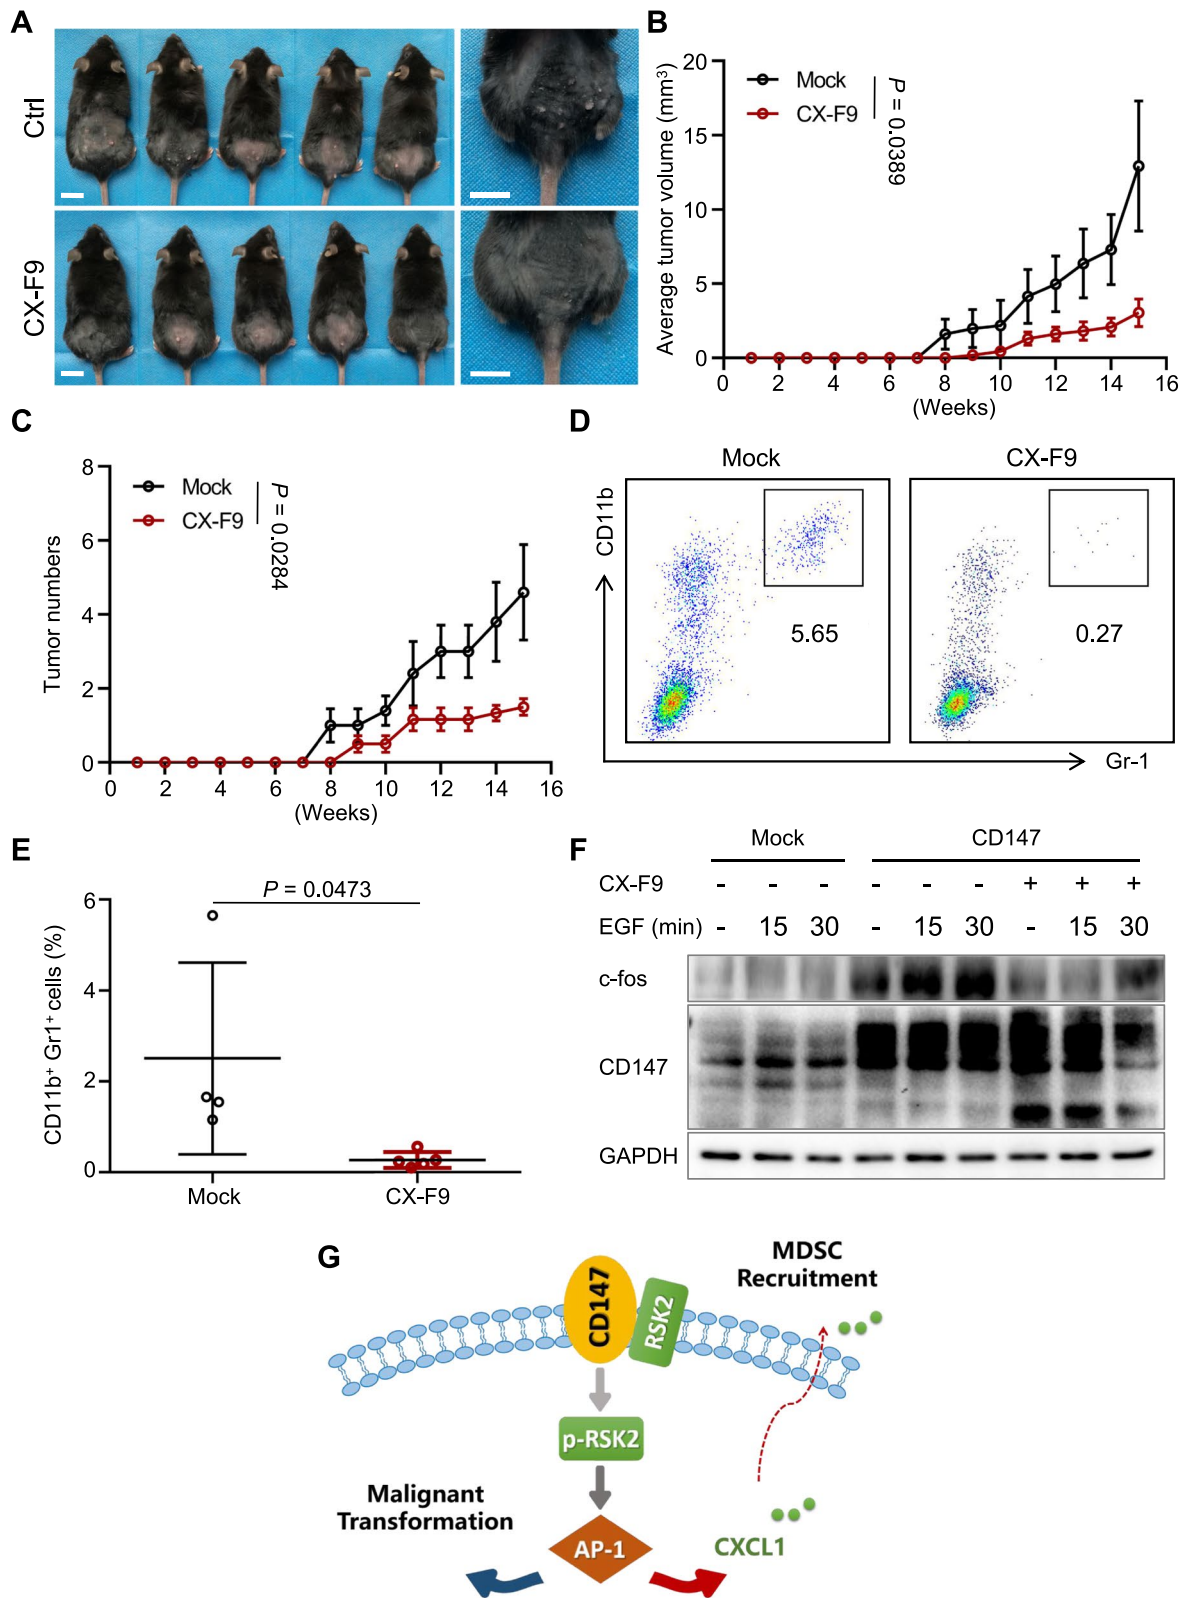 A
Ctrl
CX-F9
B
Average tumor volume (mm³)
20
15
10
5
0
Mock
CX-F9
P = 0.0389
0 2 4 6 8 10 12 14 16
(Weeks)
C
Tumor numbers
8
6
4
2
0
Mock
CX-F9
P = 0.0284
0 2 4 6 8 10 12 14 16
(Weeks)
D
Mock CX-F9
CD11b
5.65 0.27
Gr-1
E
CD11b⁺ Gr1⁺ cells (%)
P = 0.0473
6
4
2
0
Mock CX-F9
F
Mock CD147
CX-F9 - - - - - - + + +
EGF (min) - 15 30 - 15 30 - 15 30
c-fos
CD147
GAPDH
G
MDSC
Recruitment
CD147
RSK2
p-RSK2
Malignant
Transformation
AP-1
CXCL1